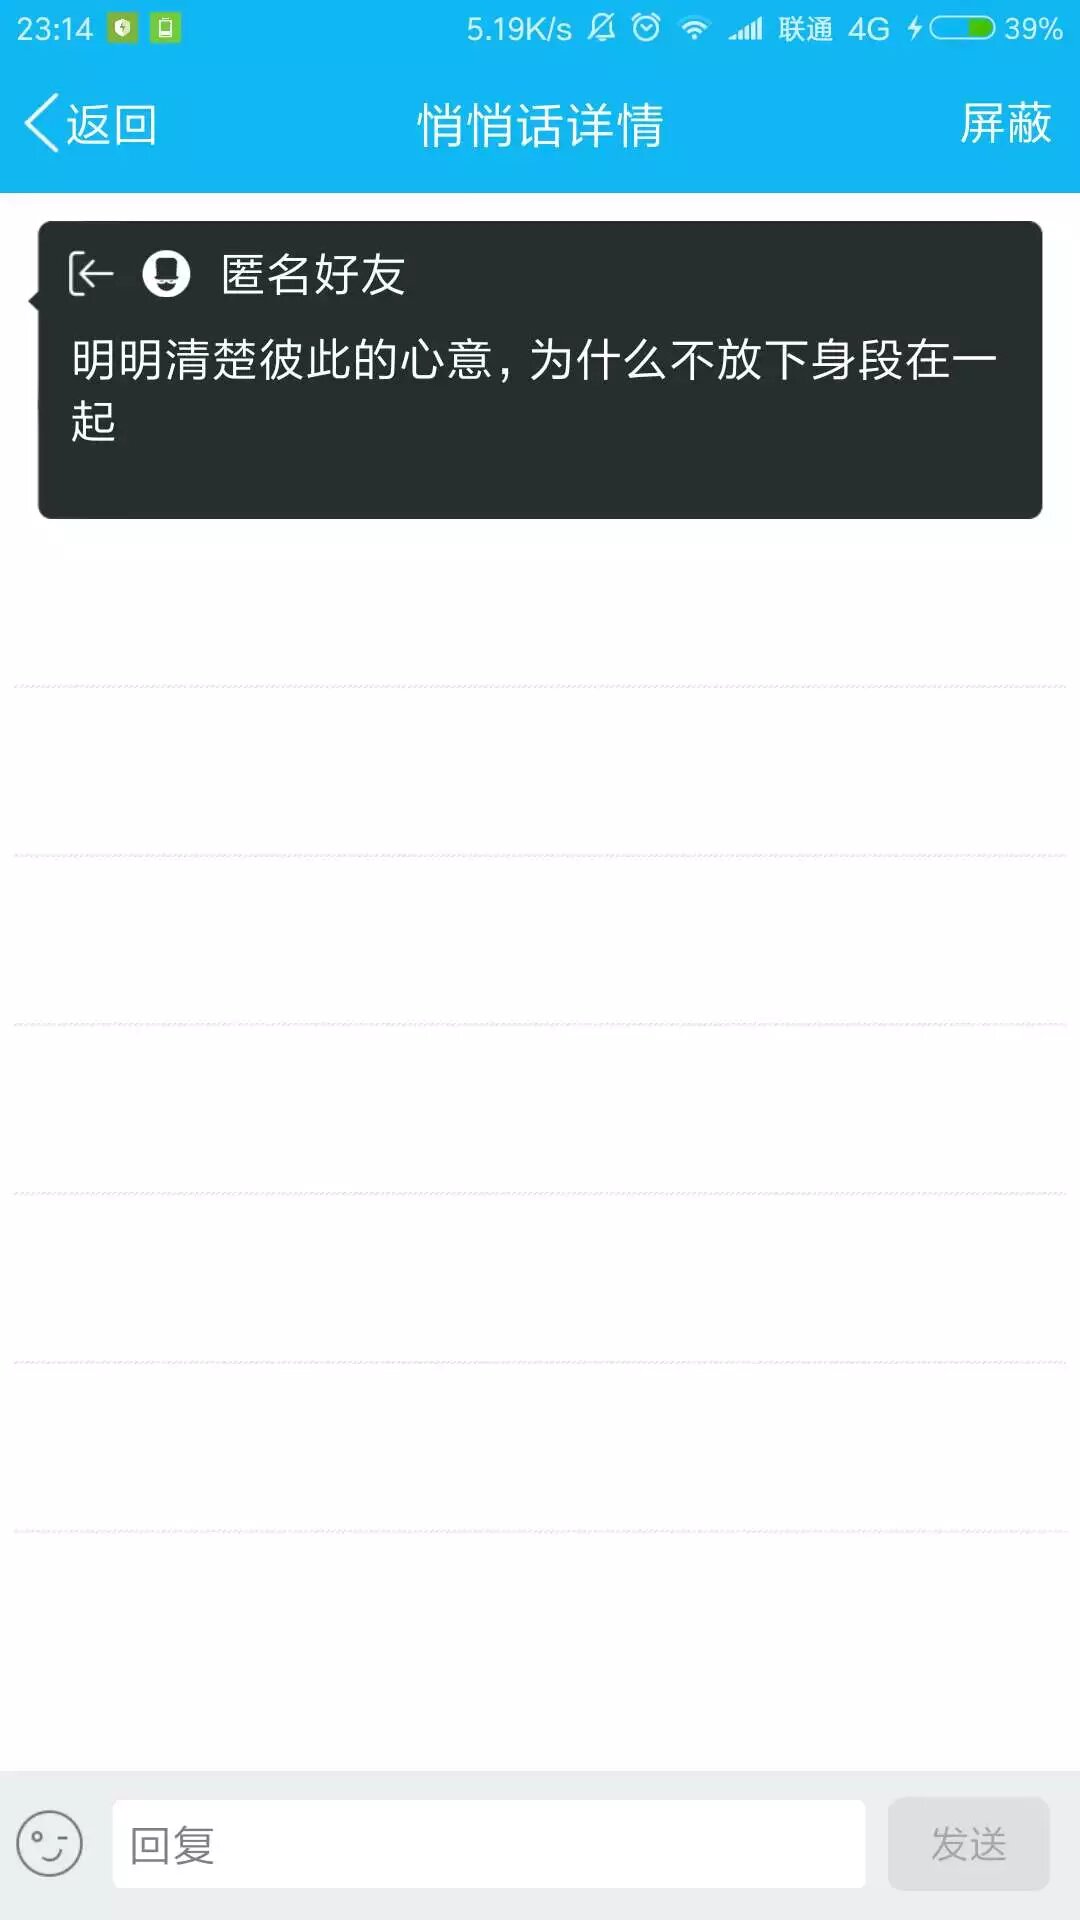 23:14 5.19K/s 联通 4G 39%
返回 悄悄话详情 屏蔽
匿名好友
明明清楚彼此的心意，为什么不放下身段在一
起
回复 发送